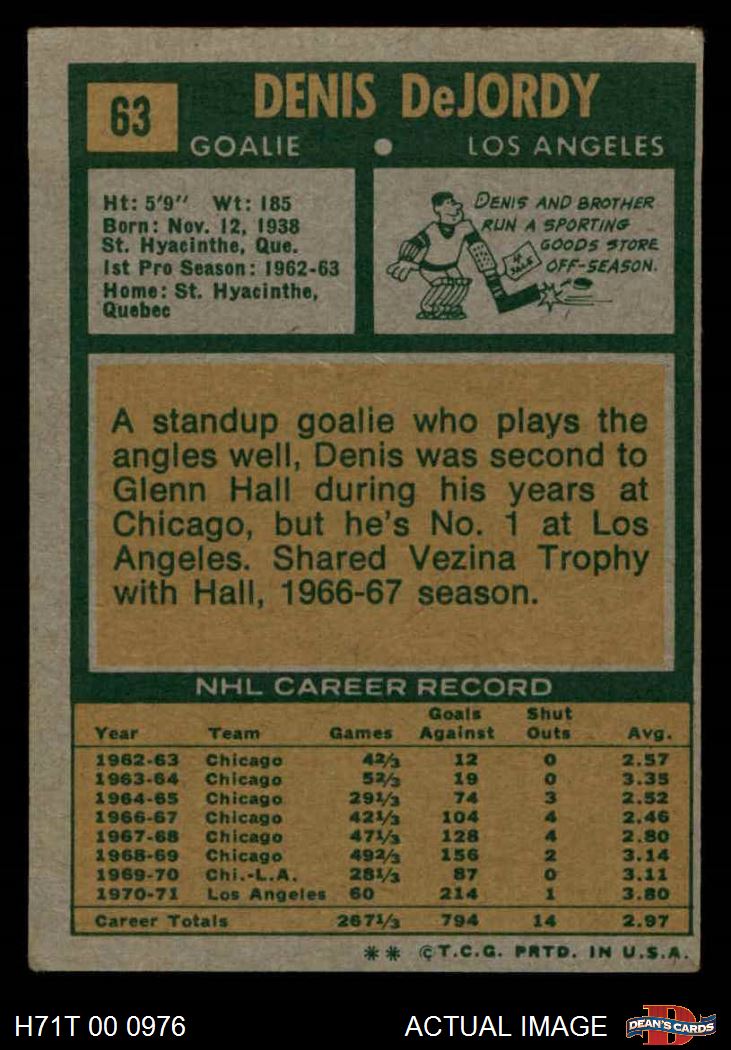 63
DENIS DeJORDY
GOALIE • LOS ANGELES
Ht: 5'9" Wt: 185
Born: Nov. 12, 1938
St. Hyacinthe, Que.
1st Pro Season: 1962-63
Home: St. Hyacinthe,
Quebec
DENIS AND BROTHER
RUN A SPORTING
GOODS STORE
OFF-SEASON.
SALE
A standup goalie who plays the
angles well, Denis was second to
Glenn Hall during his years at
Chicago, but he's No. 1 at Los
Angeles. Shared Vezina Trophy
with Hall, 1966-67 season.
NHL CAREER RECORD
Year Team Games Goals Against Shut Outs Avg.
1962-63 Chicago 42/3 12 0 2.57
1963-64 Chicago 52/3 19 0 3.35
1964-65 Chicago 291/3 74 3 2.52
1966-67 Chicago 421/3 104 4 2.46
1967-68 Chicago 471/3 128 4 2.80
1968-69 Chicago 492/3 156 2 3.14
1969-70 Chi.-L.A. 281/3 87 0 3.11
1970-71 Los Angeles 60 214 1 3.80
Career Totals 2671/3 794 14 2.97
** ©T.C.G. PRTD. IN U.S.A.
H71T 00 0976 ACTUAL IMAGE DEAN'S CARDS